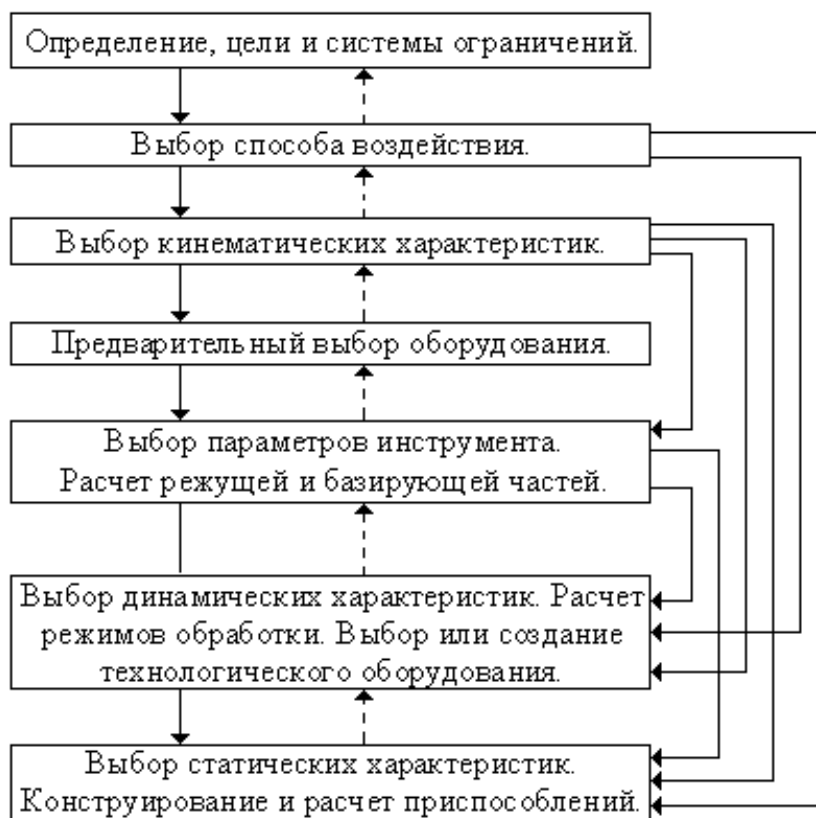 Определение, цели и системы ограничений.
Выбор способа воздействия.
Выбор кинематических характеристик.
Предварительный выбор оборудования.
Выбор параметров инструмента.
Расчет режущей и базирующей частей.
Выбор динамических характеристик. Расчет
режимов обработки. Выбор или создание
технологического оборудования.
Выбор статических характеристик.
Конструирование и расчет приспособлений.